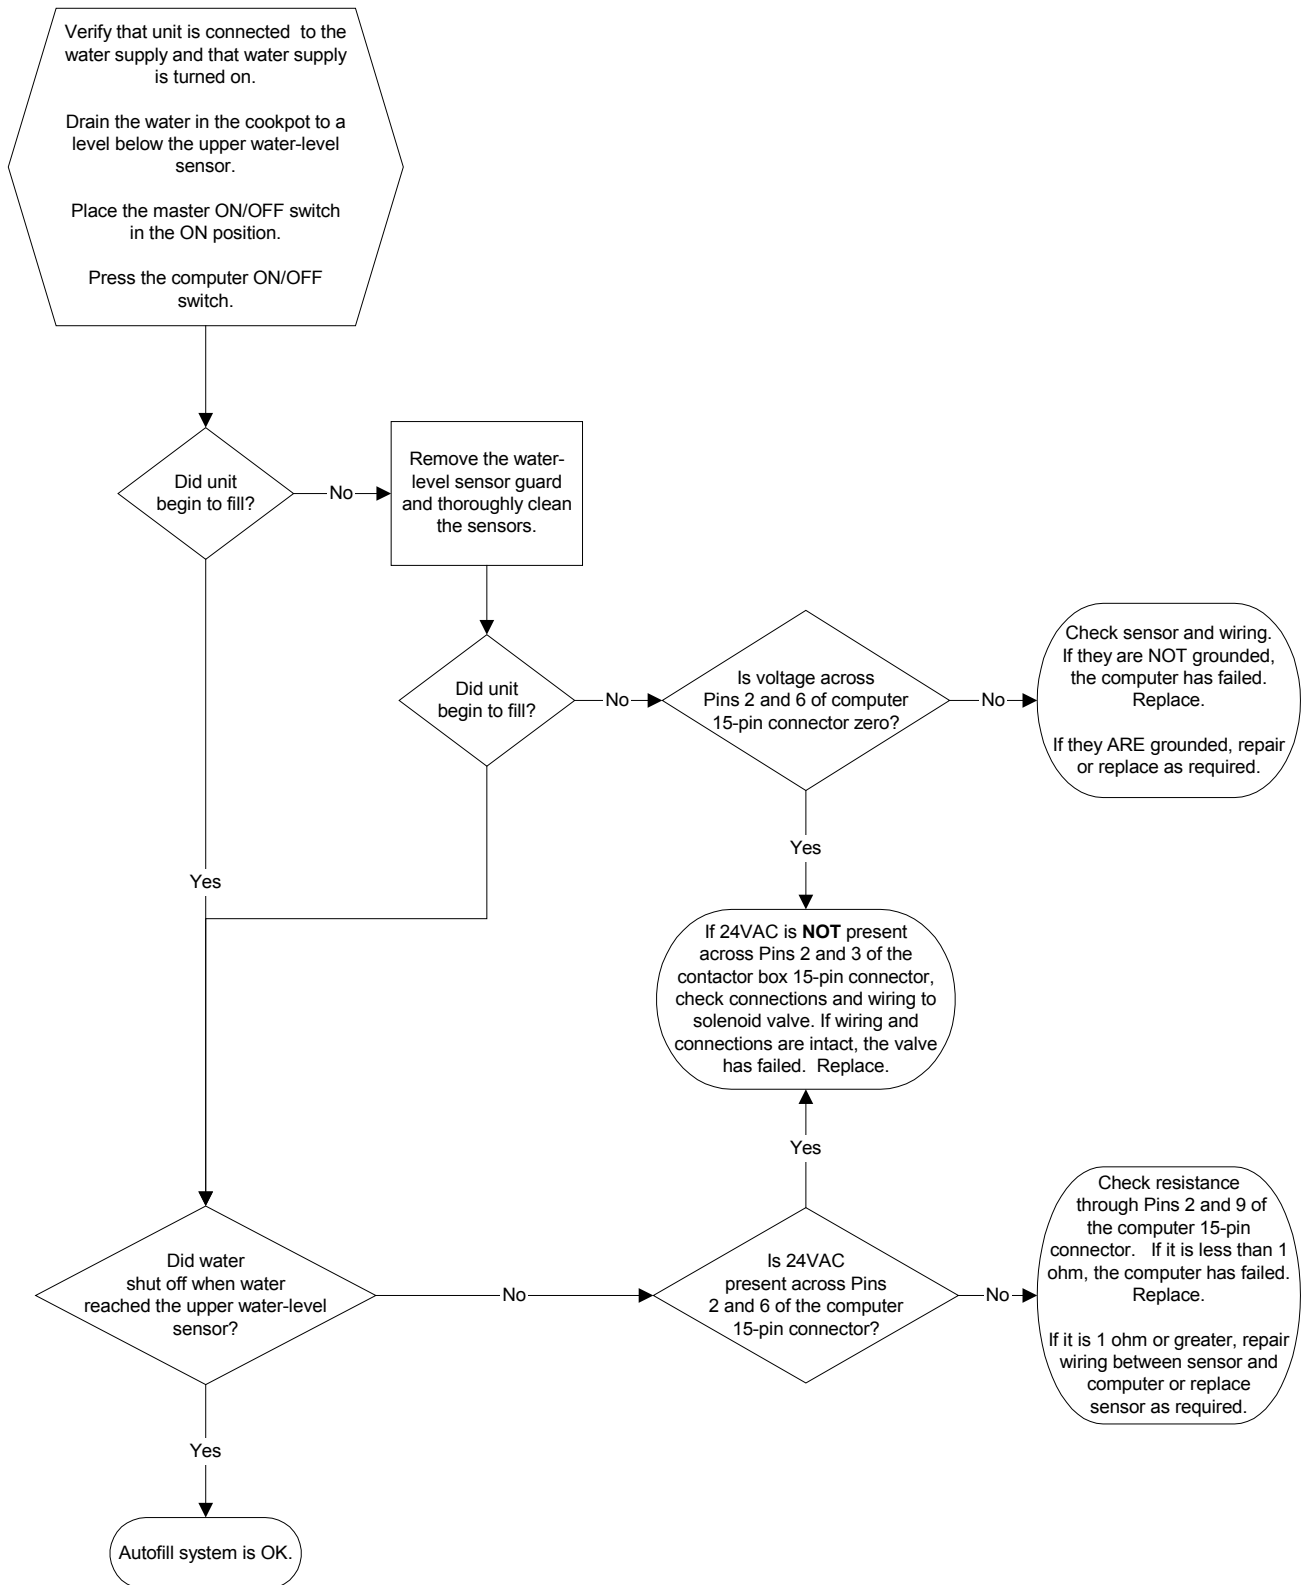 Verify that unit is connected to the
water supply and that water supply
is turned on.
Drain the water in the cookpot to a
level below the upper water-level
sensor.
Place the master ON/OFF switch
in the ON position.
Press the computer ON/OFF
switch.
Did unit
begin to fill?
No
Remove the water-
level sensor guard
and thoroughly clean
the sensors.
Did unit
begin to fill?
No
Is voltage across
Pins 2 and 6 of computer
15-pin connector zero?
No
Check sensor and wiring.
If they are NOT grounded,
the computer has failed.
Replace.
If they ARE grounded, repair
or replace as required.
Yes
Yes
If 24VAC is NOT present
across Pins 2 and 3 of the
contactor box 15-pin connector,
check connections and wiring to
solenoid valve. If wiring and
connections are intact, the valve
has failed. Replace.
Yes
Did water
shut off when water
reached the upper water-level
sensor?
No
Is 24VAC
present across Pins
2 and 6 of the computer
15-pin connector?
No
Check resistance
through Pins 2 and 9 of
the computer 15-pin
connector. If it is less than 1
ohm, the computer has failed.
Replace.
If it is 1 ohm or greater, repair
wiring between sensor and
computer or replace
sensor as required.
Yes
Autofill system is OK.